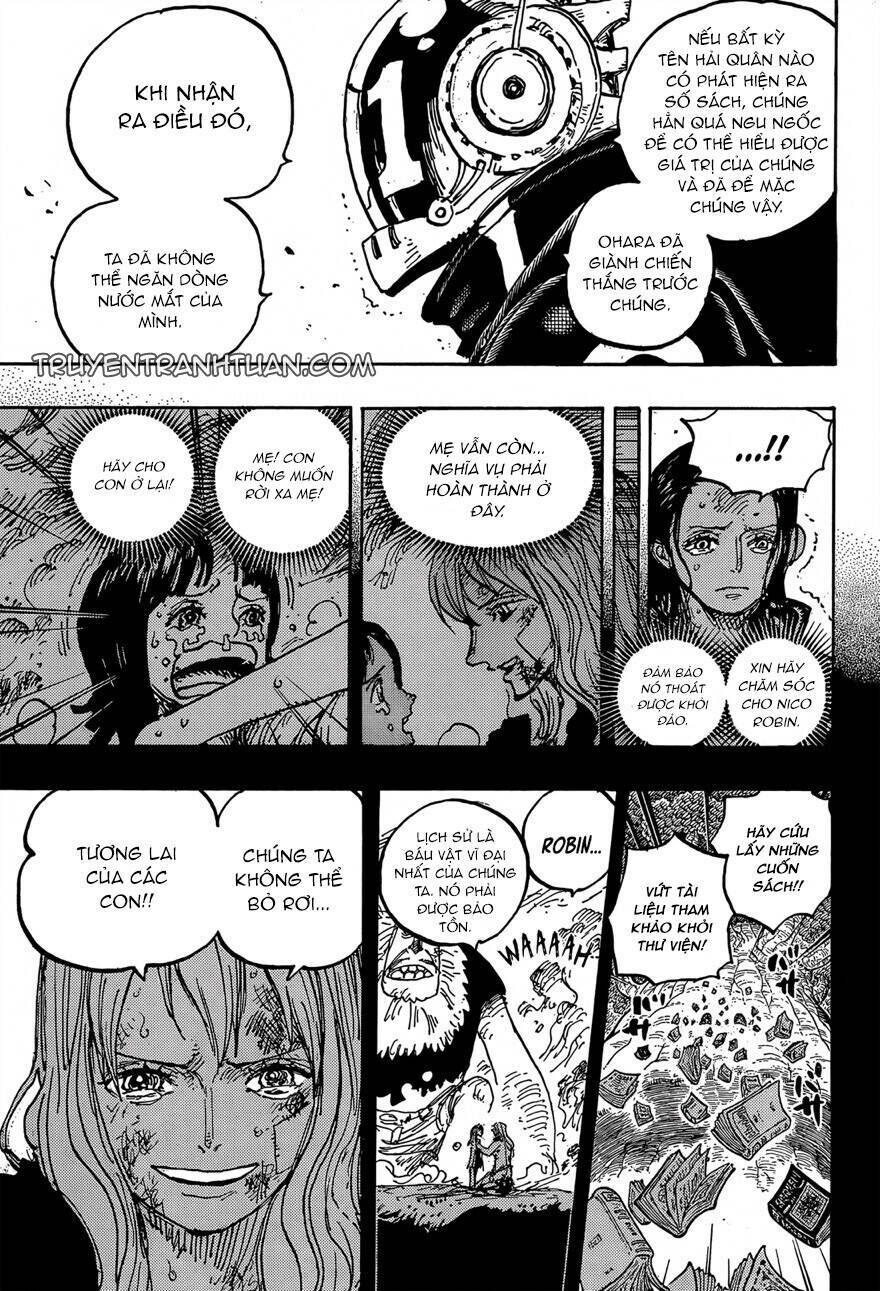 NẾU BẤT KỲ
TÊN HẢI QUÂN NÀO
CÓ PHÁT HIỆN RA
SỐ SÁCH, CHÚNG
HẲN QUÁ NGU NGỐC
ĐỂ CÓ THỂ HIỂU ĐƯỢC
GIÁ TRỊ CỦA CHÚNG
VÀ ĐÃ ĐỂ MẶC
CHÚNG VẬY.
OHARA ĐÃ
GIÀNH CHIẾN
THẮNG TRƯỚC
CHÚNG.
KHI NHẬN
RA ĐIỀU ĐÓ,
TA ĐÃ KHÔNG
THỂ NGĂN DÒNG
NƯỚC MẮT CỦA
MÌNH.
TRUYENTRANHTUAN.COM
...!!
XIN HÃY
CHĂM SÓC
CHO NICO
ROBIN.
ĐẢM BẢO
NÓ THOÁT
ĐƯỢC KHỎI
ĐẢO.
MẸ VẪN CÒN...
NGHĨA VỤ PHẢI
HOÀN THÀNH Ở
ĐÂY.
MẸ! CON
KHÔNG MUỐN
RỜI XA MẸ!
HÃY CHO
CON Ở LẠI!
HÃY CỨU
LẤY NHỮNG
CUỐN
SÁCH!!
VỨT TÀI
LIỆU THAM
KHẢO KHỎI
THƯ VIỆN!
ROBIN...
LỊCH SỬ LÀ
BÁU VẬT VĨ ĐẠI
NHẤT CỦA CHÚNG
TA. NÓ PHẢI
ĐƯỢC BẢO
TỒN.
WAAAAH
CHÚNG TA
KHÔNG THỂ
BỎ RƠI...
TƯƠNG LAI
CỦA CÁC
CON!!